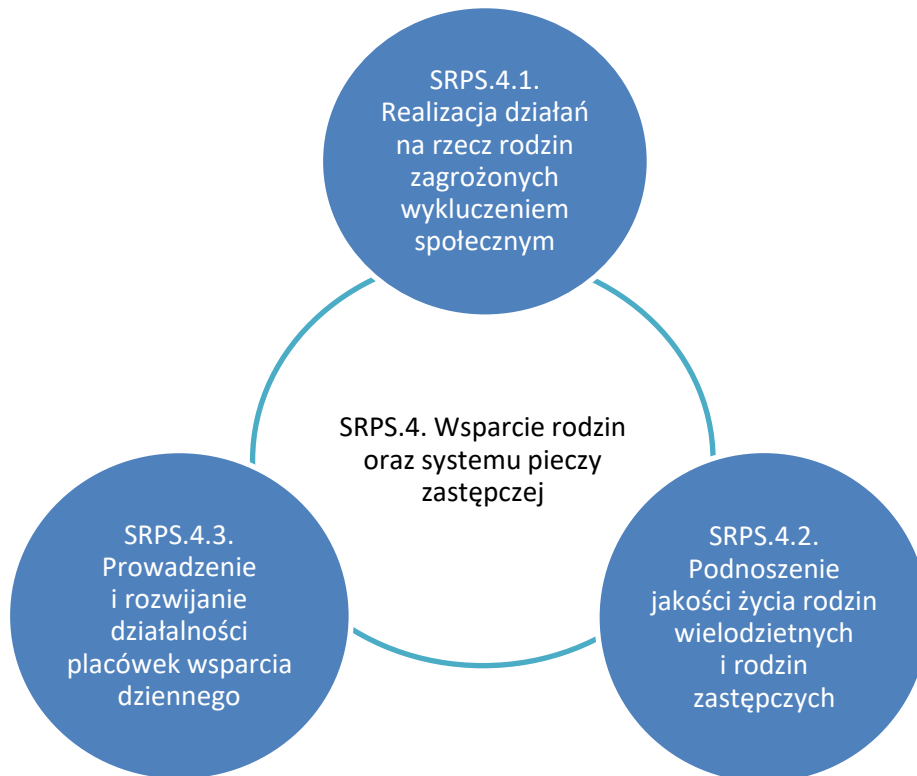 SRPS.4.1.
Realizacja działań
na rzecz rodzin
zagrożonych
wykluczeniem
społecznym
SRPS.4. Wsparcie rodzin
oraz systemu pieczy
zastępczej
SRPS.4.3.
Prowadzenie
i rozwijanie
działalności
placówek wsparcia
dziennego
SRPS.4.2.
Podnoszenie
jakości życia rodzin
wielodzietnych
i rodzin
zastępczych